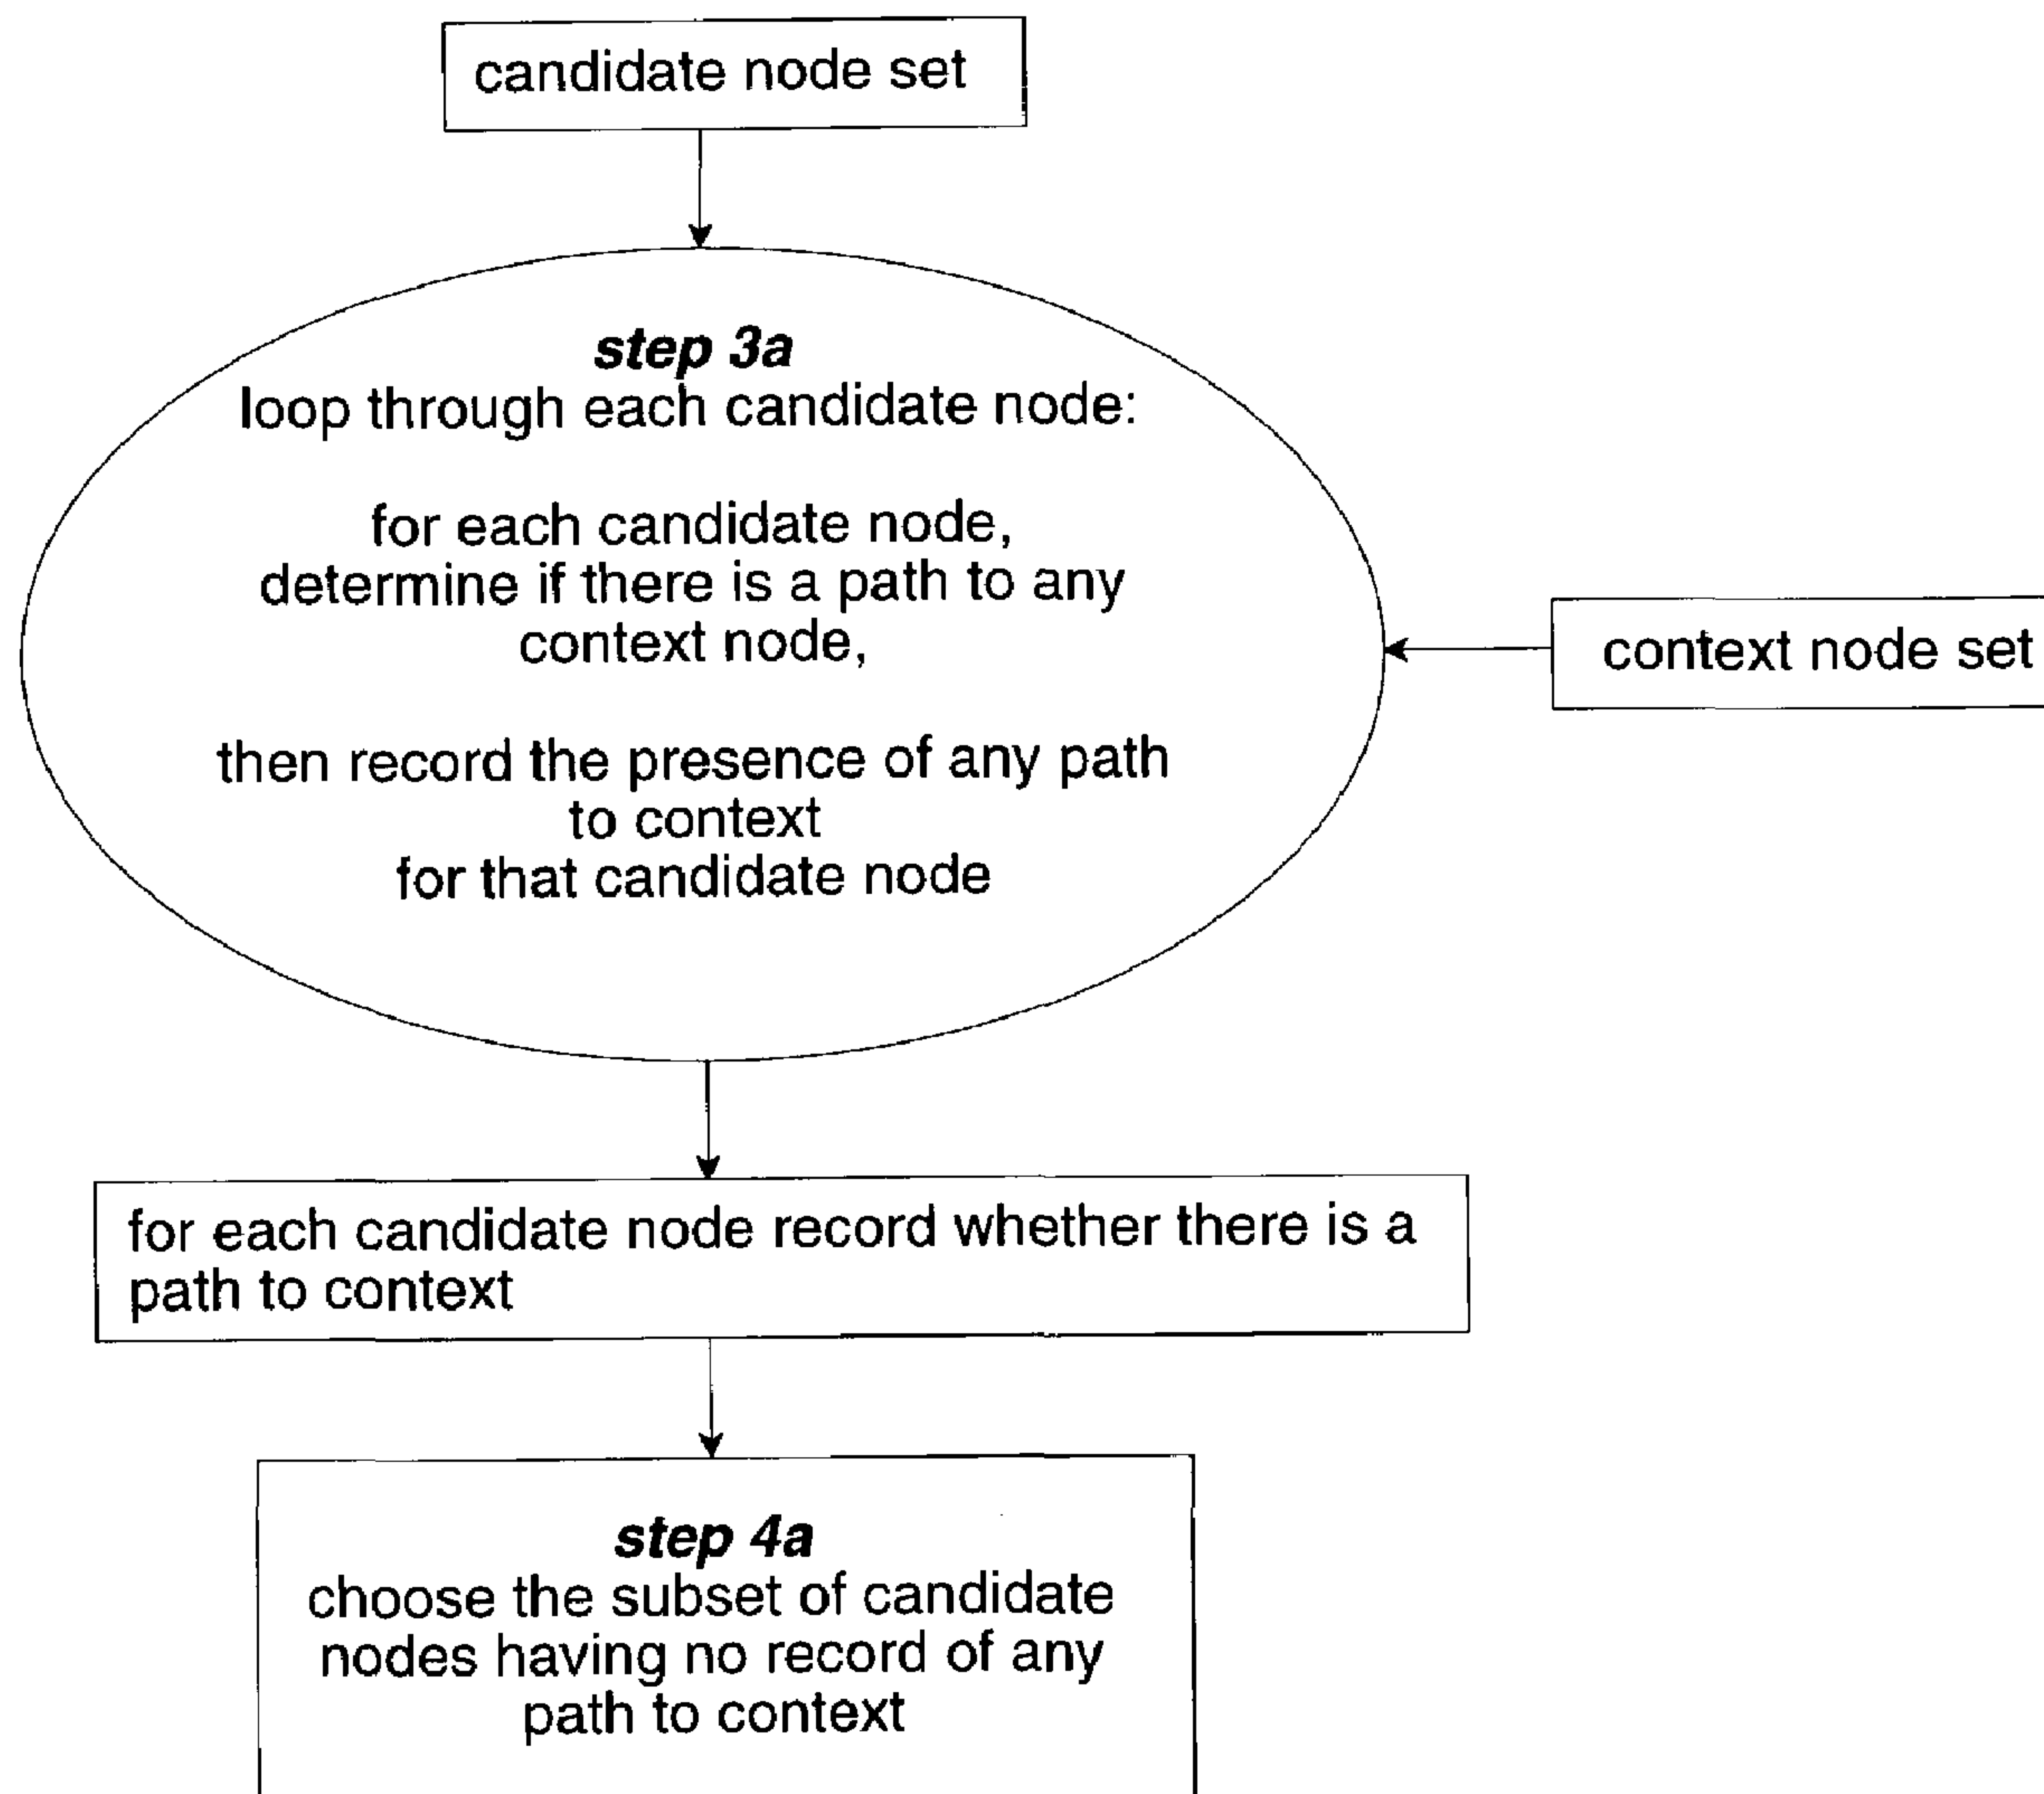 candidate node set
step 3a
loop through each candidate node:
for each candidate node,
determine if there is a path to any
context node,
then record the presence of any path
to context
for that candidate node
context node set
for each candidate node record whether there is a
path to context
step 4a
choose the subset of candidate
nodes having no record of any
path to context